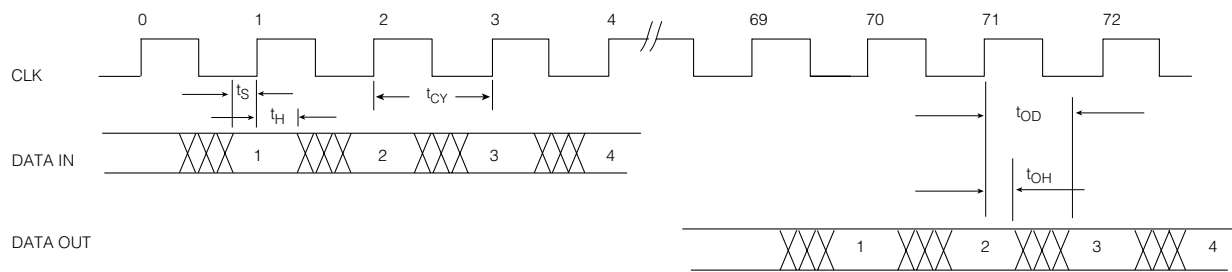 0 1 2 3 4 69 70 71 72
CLK
tS
tCY
tH
tOD
DATA IN 1 2 3 4
tOH
DATA OUT 1 2 3 4